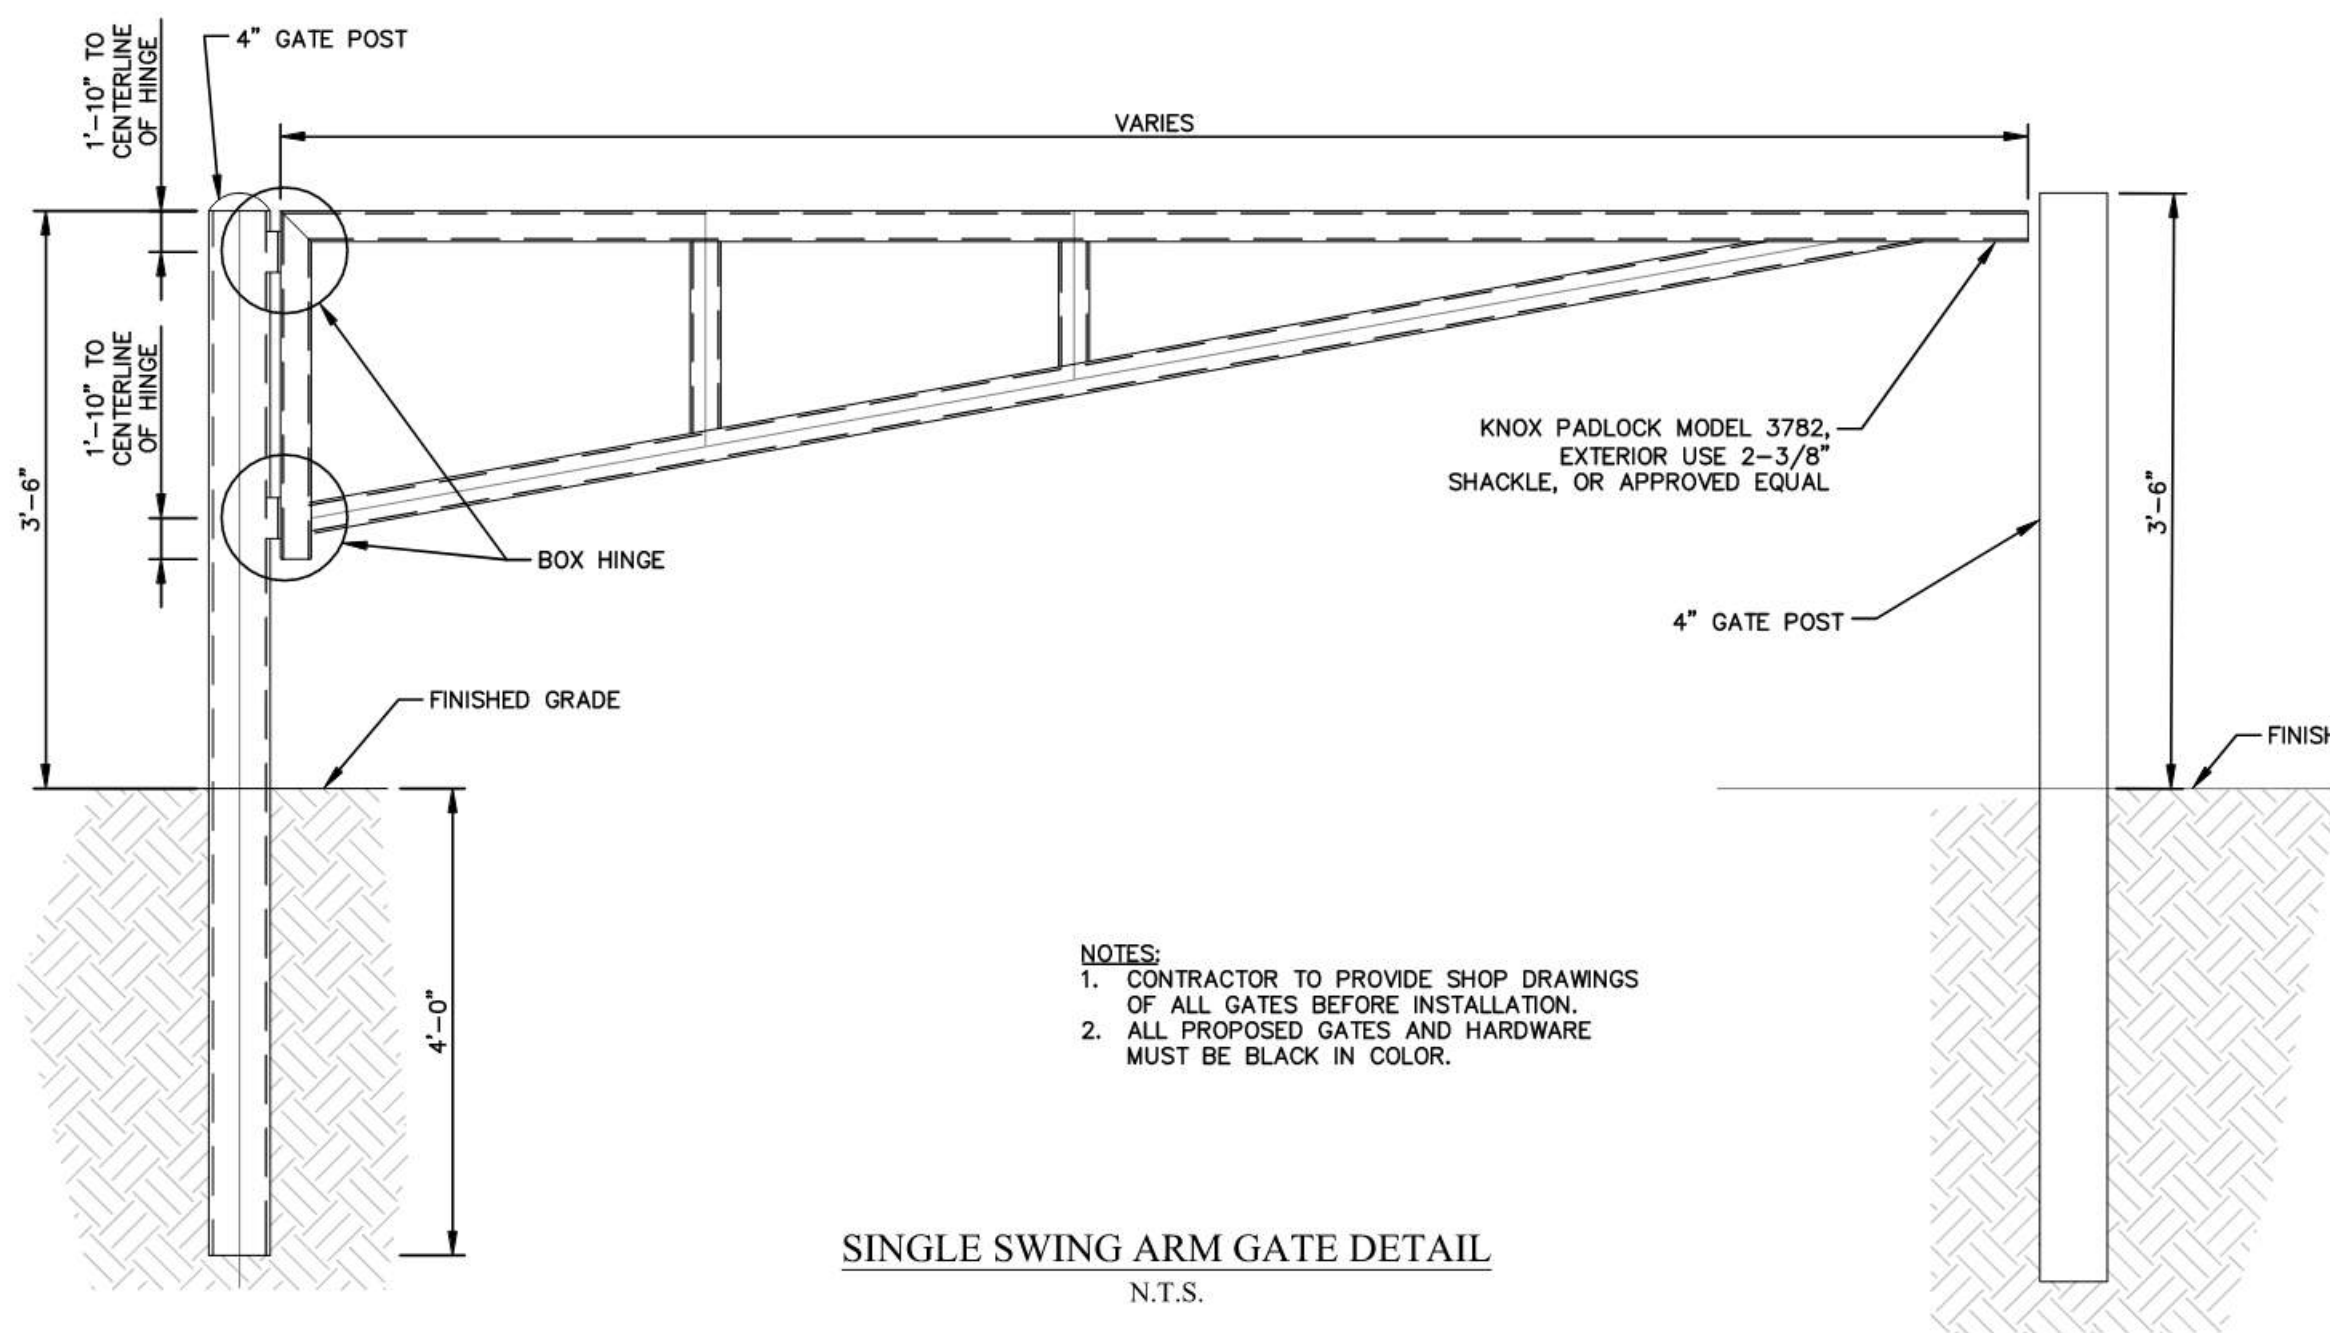 1'-10" TO
CENTERLINE
OF HINGE
4" GATE POST
VARIES
1'-10" TO
CENTERLINE
OF HINGE
3'-6"
BOX HINGE
KNOX PADLOCK MODEL 3782,
EXTERIOR USE 2-3/8"
SHACKLE, OR APPROVED EQUAL
3'-6"
4" GATE POST
FINISHED GRADE
4'-0"
NOTES:
1. CONTRACTOR TO PROVIDE SHOP DRAWINGS
OF ALL GATES BEFORE INSTALLATION.
2. ALL PROPOSED GATES AND HARDWARE
MUST BE BLACK IN COLOR.
SINGLE SWING ARM GATE DETAIL
N.T.S.